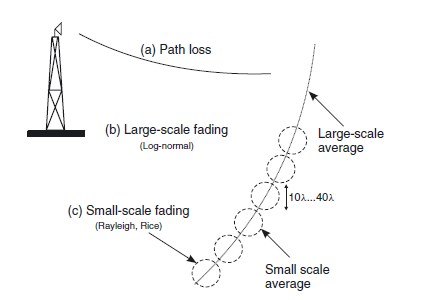 (a) Path loss
(b) Large-scale fading
(Log-normal)
Large-scale
average
10λ...40λ
(c) Small-scale fading
(Rayleigh, Rice)
Small scale
average